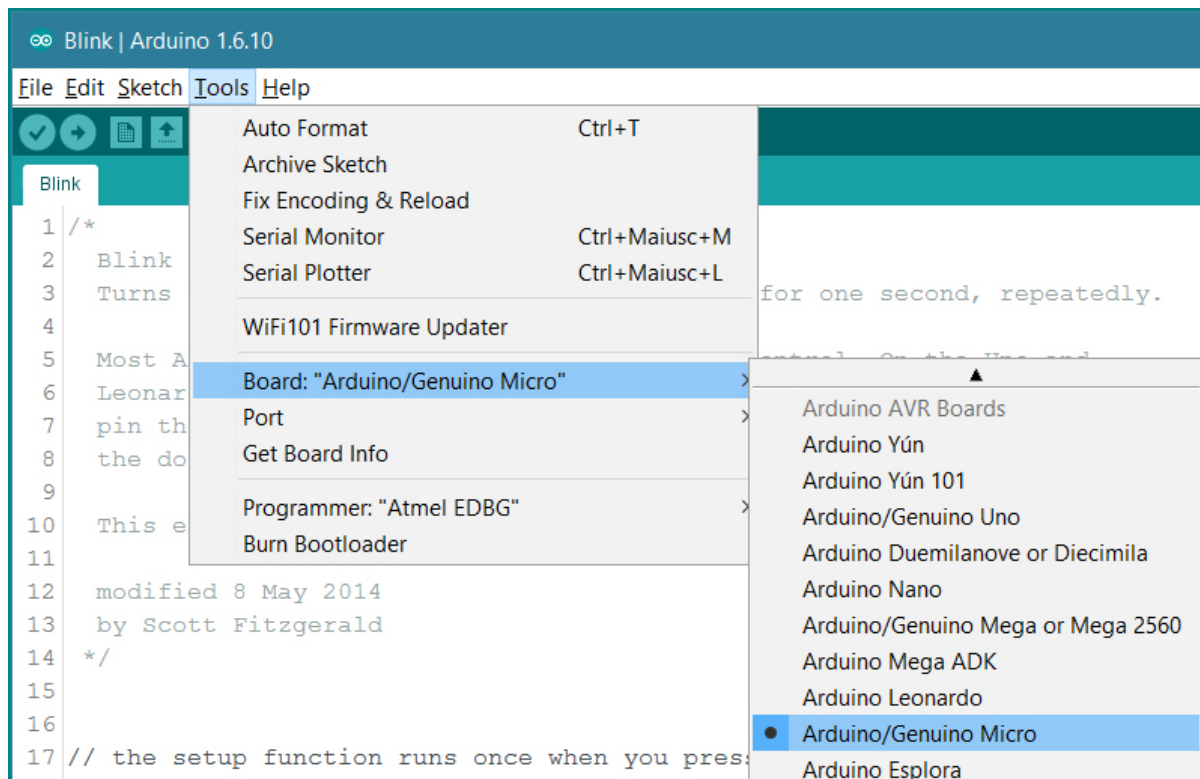 Blink | Arduino 1.6.10
File Edit Sketch Tools Help
Auto Format Ctrl+T
Archive Sketch
Fix Encoding & Reload
Serial Monitor Ctrl+Maiusc+M
Serial Plotter Ctrl+Maiusc+L
WiFi101 Firmware Updater
Board: "Arduino/Genuino Micro"
Port
Get Board Info
Programmer: "Atmel EDBG"
Burn Bootloader
Arduino AVR Boards
Arduino Yún
Arduino Yún 101
Arduino/Genuino Uno
Arduino Duemilanove or Diecimila
Arduino Nano
Arduino/Genuino Mega or Mega 2560
Arduino Mega ADK
Arduino Leonardo
Arduino/Genuino Micro
Arduino Esplora
Blink
1 /*
2 Blink
3 Turns for one second, repeatedly.
4
5 Most A
6 Leonar
7 pin th
8 the do
9
10 This e
11
12 modified 8 May 2014
13 by Scott Fitzgerald
14 */
15
16
17 // the setup function runs once when you press